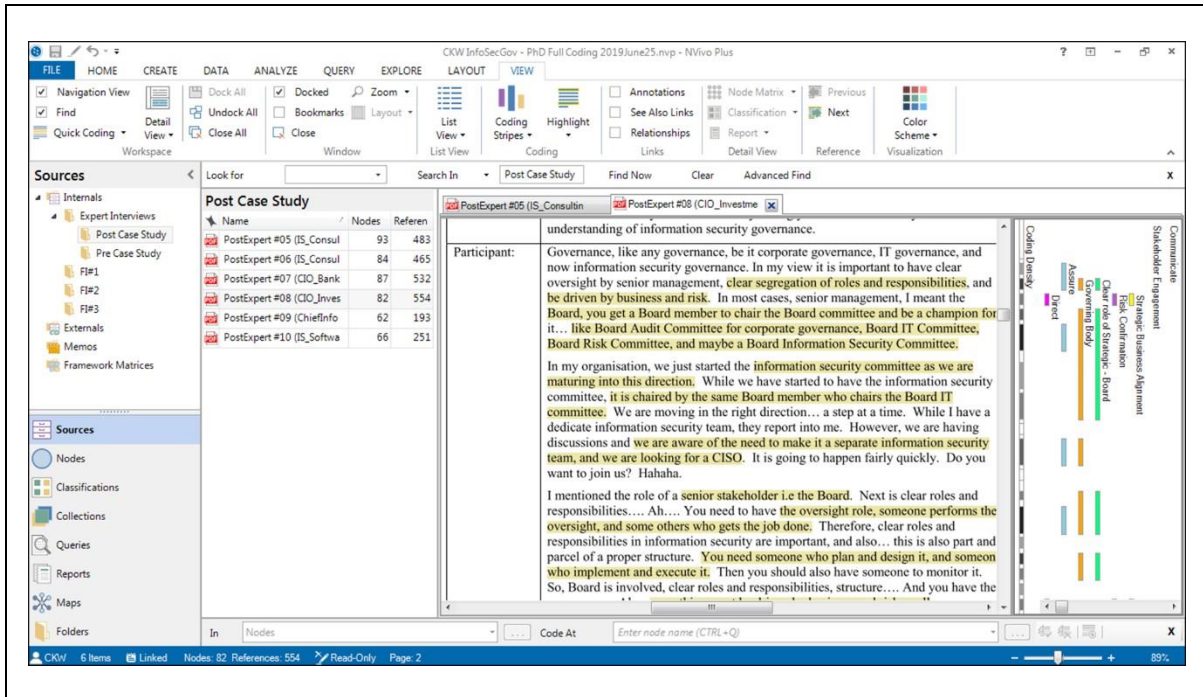 CKW InfoSecGov - PhD Full Coding 2019June25.nvp - NVivo Plus
FILE HOME CREATE DATA ANALYZE QUERY EXPLORE LAYOUT VIEW
Navigation View
Find
Quick Coding
Detail View
Workspace
Dock All
Undock All
Close All
Docked
Bookmarks
Close
Zoom
Layout
Window
List View
List View
Coding Stripes
Highlight
Coding
Annotations
See Also Links
Relationships
Links
Node Matrix
Classification
Report
Detail View
Previous
Next
Reference
Color Scheme
Visualization
Sources
Look for
Search In
Post Case Study
Find Now
Clear
Advanced Find
X
Internals
Expert Interviews
Post Case Study
Pre Case Study
FI#1
FI#2
FI#3
Externals
Memos
Framework Matrices
Sources
Nodes
Classifications
Collections
Queries
Reports
Maps
Folders
Post Case Study
Name Nodes Referen
PostExpert #05 (IS_Consul 93 483
PostExpert #06 (IS_Consul 84 465
PostExpert #07 (CIO_Bank 87 532
PostExpert #08 (CIO_Inves 82 554
PostExpert #09 (ChiefInfo 62 193
PostExpert #10 (IS_Softwa 66 251
PostExpert #05 (IS_Consultin
PostExpert #08 (CIO_Investme
understanding of information security governance.
Participant:
Governance, like any governance, be it corporate governance, IT governance, and
now information security governance. In my view it is important to have clear
oversight by senior management, clear segregation of roles and responsibilities, and
be driven by business and risk. In most cases, senior management, I meant the
Board, you get a Board member to chair the Board committee and be a champion for
it… like Board Audit Committee for corporate governance, Board IT Committee,
Board Risk Committee, and maybe a Board Information Security Committee.
In my organisation, we just started the information security committee as we are
maturing into this direction. While we have started to have the information security
committee, it is chaired by the same Board member who chairs the Board IT
committee. We are moving in the right direction… a step at a time. While I have a
dedicate information security team, they report into me. However, we are having
discussions and we are aware of the need to make it a separate information security
team, and we are looking for a CISO. It is going to happen fairly quickly. Do you
want to join us? Hahaha.
I mentioned the role of a senior stakeholder i.e the Board. Next is clear roles and
responsibilities…. Ah…. You need to have the oversight role, someone performs the
oversight, and some others who gets the job done. Therefore, clear roles and
responsibilities in information security are important, and also… this is also part and
parcel of a proper structure. You need someone who plan and design it, and someon
who implement and execute it. Then you should also have someone to monitor it.
So, Board is involved, clear roles and responsibilities, structure…. And you have the
Communicate
Stakeholder Engagement
Strategic Business Alignment
Risk Confirmation
Clear role of Strategic - Board
Governing Body
Assure
Direct
Coding Density
In
Nodes
Code At
Enter node name (CTRL+Q)
X
CKW 6 Items Linked Nodes: 82 References: 554 Read-Only Page: 2
89%